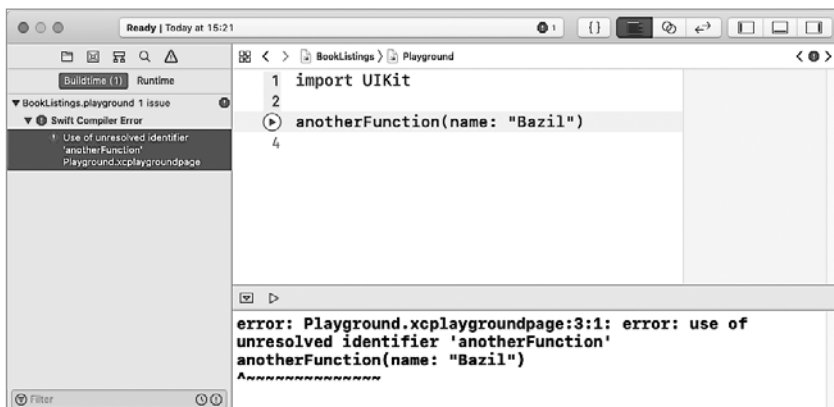 Ready | Today at 15:21
1
{ }
Buildtime (1) Runtime
BookListings.playground 1 issue
Swift Compiler Error
Use of unresolved identifier
'anotherFunction'
Playground.xcplaygroundpage
Filter
BookListings 〉 Playground
1 import UIKit
2
anotherFunction(name: "Bazil")
4
error: Playground.xcplaygroundpage:3:1: error: use of
unresolved identifier 'anotherFunction'
anotherFunction(name: "Bazil")
^~~~~~~~~~~~~~~